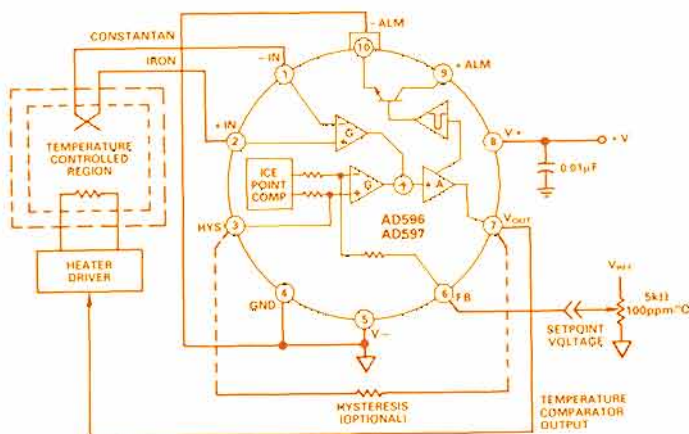 - ALM
CONSTANTAN
- IN
10
+ ALM
IRON
1
9
+ IN
2
G
8
V +
+ V
TEMPERATURE
CONTROLLED
REGION
0.01µF
ICE
POINT
COMP
G
+
+ A
AD596
AD597
HYS
3
7
VOUT
HEATER
DRIVER
4
GND
5
V-
6
FB
5kΩ
100ppm/°C
SETPOINT
VOLTAGE
HYSTERESIS
(OPTIONAL)
TEMPERATURE
COMPARATOR
OUTPUT